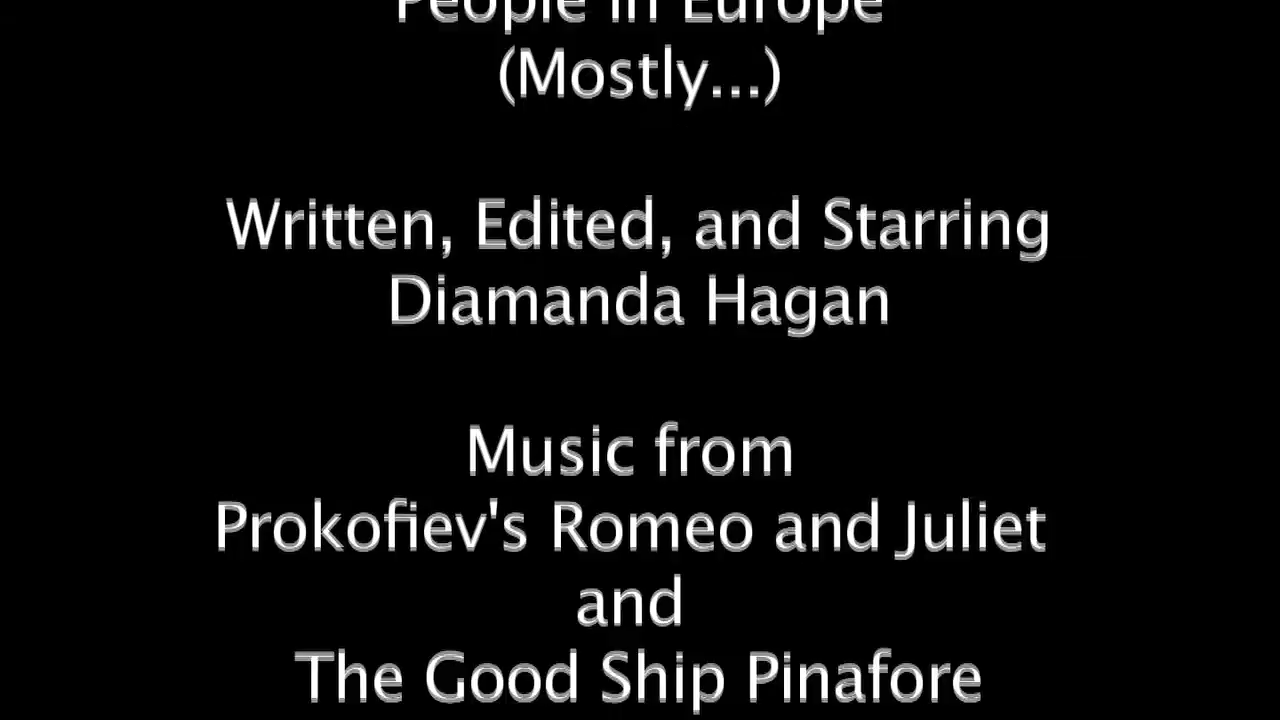 People in Europe
(Mostly...)
Written, Edited, and Starring
Diamanda Hagan
Music from
Prokofiev's Romeo and Juliet
and
The Good Ship Pinafore